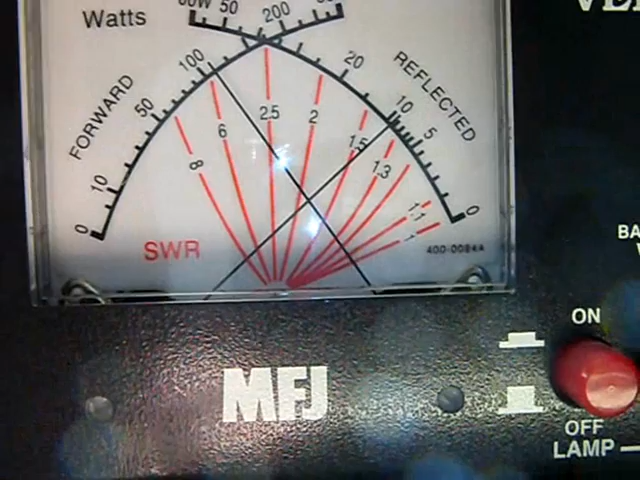 Watts
50
200
100
20
FORWARD
REFLECTED
50
10
5
2.5
2
6
1.5
1.3
8
10
1.1
1
0
0
SWR
400-0084A
ON
MFJ
OFF
LAMP